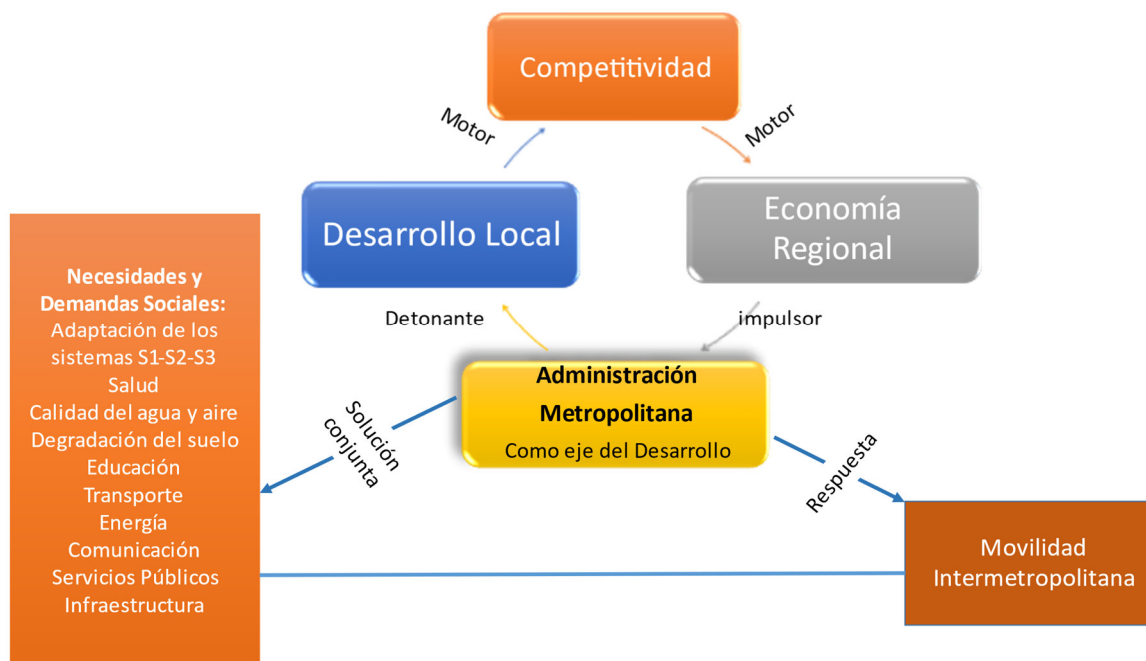 Competitividad
Motor
Motor
Desarrollo Local
Economía
Regional
Detonante
impulsor
Administración
Metropolitana
Como eje del Desarrollo
Solución
conjunta
Respuesta
Necesidades y
Demandas Sociales:
Adaptación de los
sistemas S1-S2-S3
Salud
Calidad del agua y aire
Degradación del suelo
Educación
Transporte
Energía
Comunicación
Servicios Públicos
Infraestructura
Movilidad
Intermetropolitana